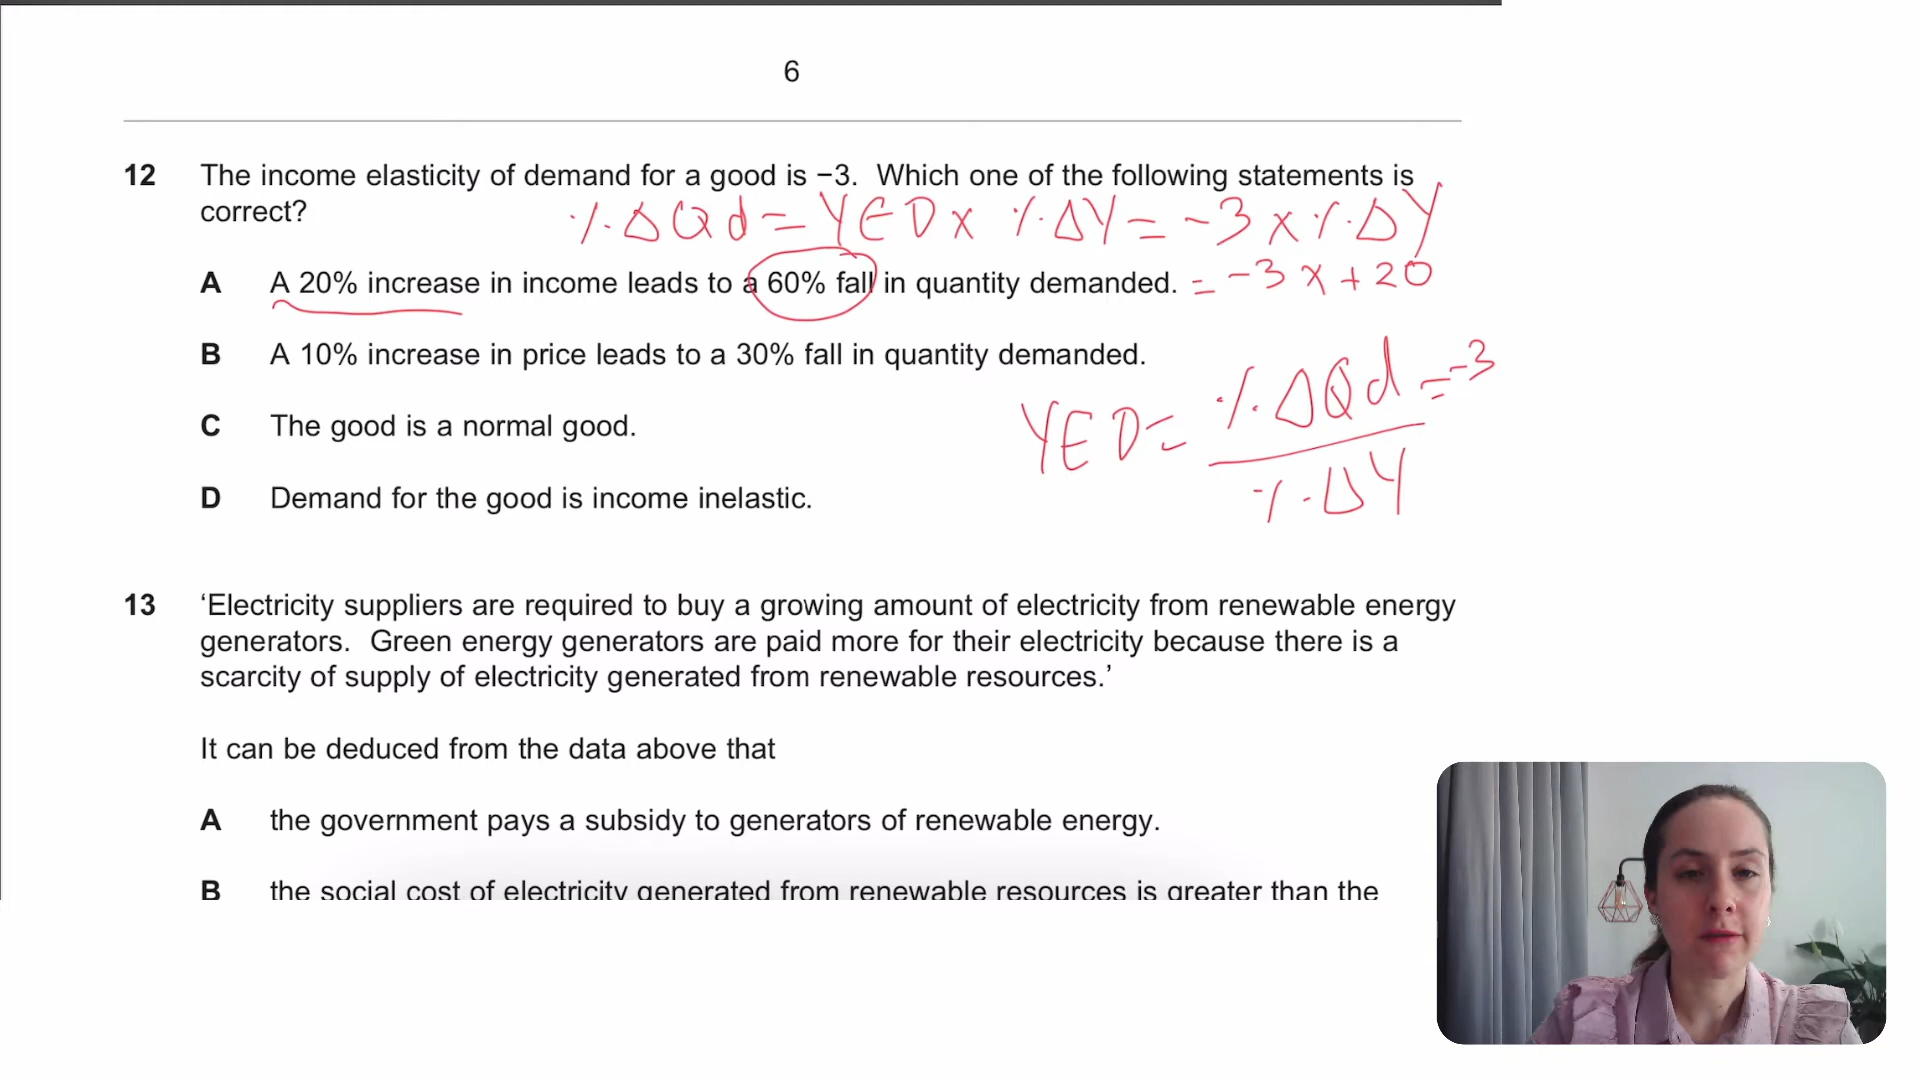 6
12 The income elasticity of demand for a good is −3. Which one of the following statements is
correct?
%ΔQd = YED x %ΔY = -3 x %ΔY
A A 20% increase in income leads to a 60% fall in quantity demanded.
= -3 x +20
B A 10% increase in price leads to a 30% fall in quantity demanded.
YED = %ΔQd / %ΔY = -3
C The good is a normal good.
D Demand for the good is income inelastic.
13 ‘Electricity suppliers are required to buy a growing amount of electricity from renewable energy
generators. Green energy generators are paid more for their electricity because there is a
scarcity of supply of electricity generated from renewable resources.’
It can be deduced from the data above that
A the government pays a subsidy to generators of renewable energy.
B the social cost of electricity generated from renewable resources is greater than the